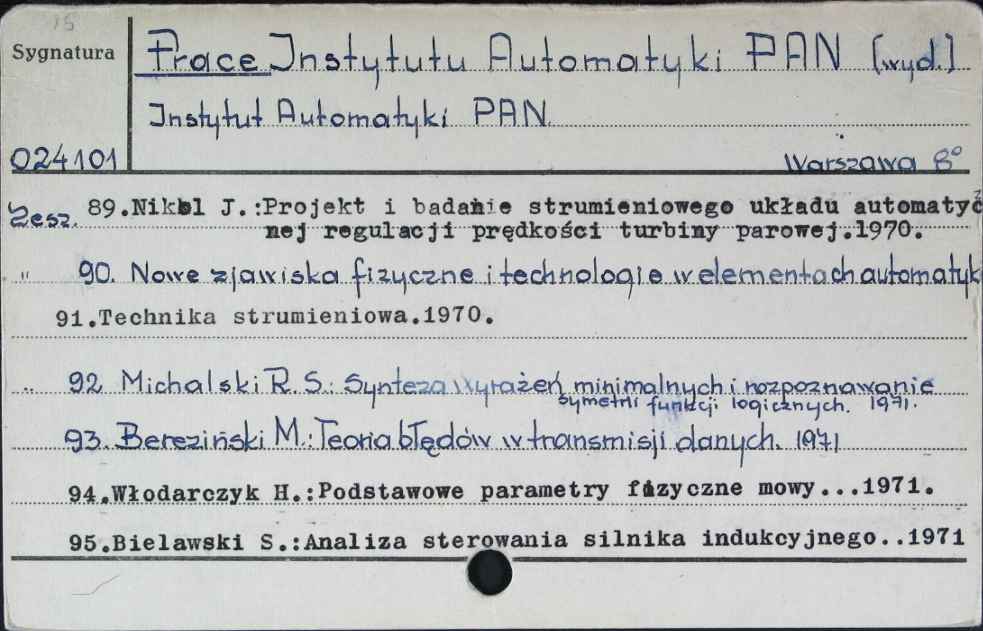 15
Sygnatura
Prace Instytutu Automatyki PAN (wyd.)
Instytut Automatyki PAN
024101
Warszawa 8°
Zesz. 89.Nikel J.:Projekt i badanie strumieniowego układu automatycz
nej regulacji prędkości turbiny parowej.1970.
" 90. Nowe zjawiska fizyczne i technologie w elementach automatyk
91.Technika strumieniowa.1970.
" 92 Michalski R. S.: Synteza wyrażeń minimalnych i rozpoznawanie
symetrii funkcji logicznych. 1971.
93. Bereziński M.: Teoria błędów w transmisji danych. 1971
94.Włodarczyk H.:Podstawowe parametry fizyczne mowy...1971.
95.Bielawski S.:Analiza sterowania silnika indukcyjnego..1971